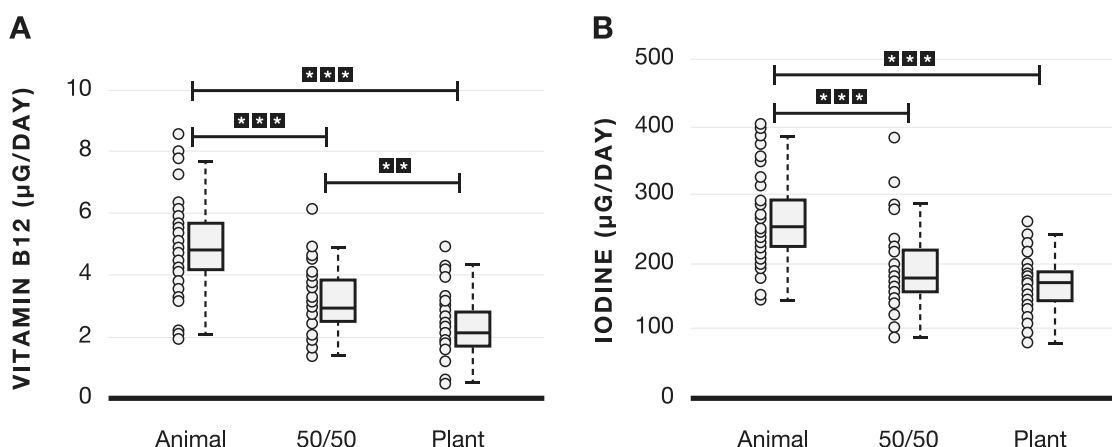 A
VITAMIN B12 (µG/DAY)
10
8
6
4
2
0
***
***
**
Animal
50/50
Plant
B
IODINE (µG/DAY)
500
400
300
200
100
0
***
***
Animal
50/50
Plant